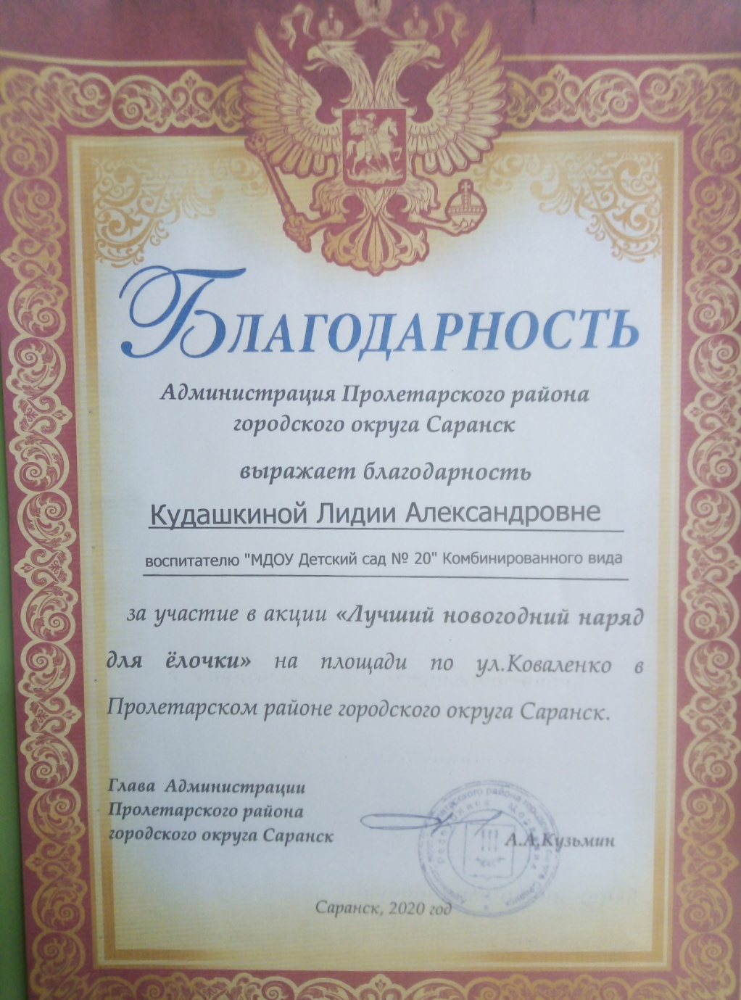 Благодарность
Администрация Пролетарского района
городского округа Саранск
выражает благодарность
Кудашкиной Лидии Александровне
воспитателю "МДОУ Детский сад № 20" Комбинированного вида
за участие в акции «Лучший новогодний наряд
для ёлочки» на площади по ул.Коваленко в
Пролетарском районе городского округа Саранск.
Глава Администрации
Пролетарского района
городского округа Саранск
А.А.Кузьмин
Саранск, 2020 год